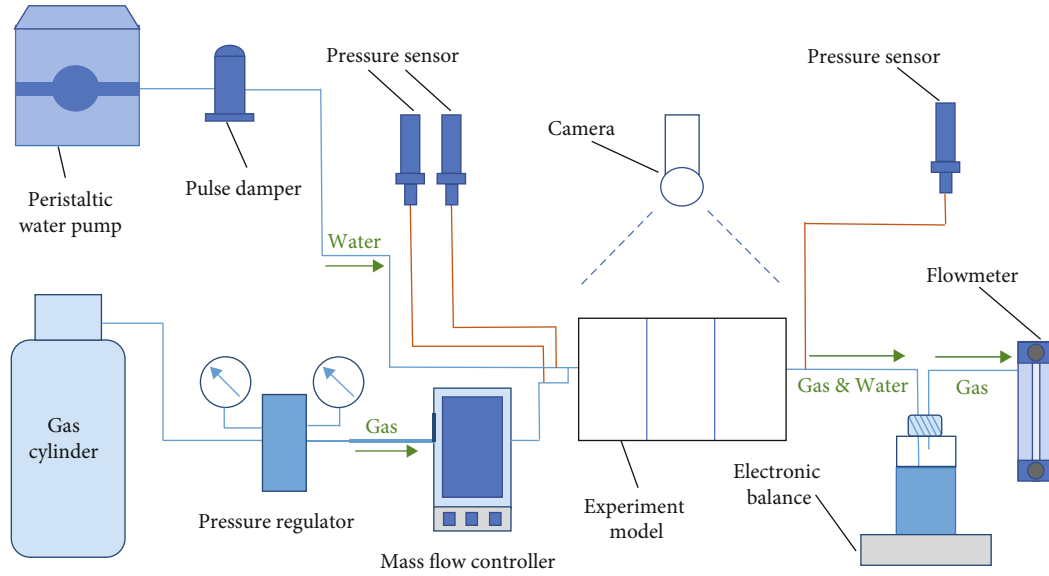 Pressure sensor
Pressure sensor
Camera
Pulse damper
Peristaltic
water pump
Water
Flowmeter
Gas & Water
Gas
Gas
cylinder
Gas
Electronic
balance
Experiment
model
Pressure regulator
Mass flow controller